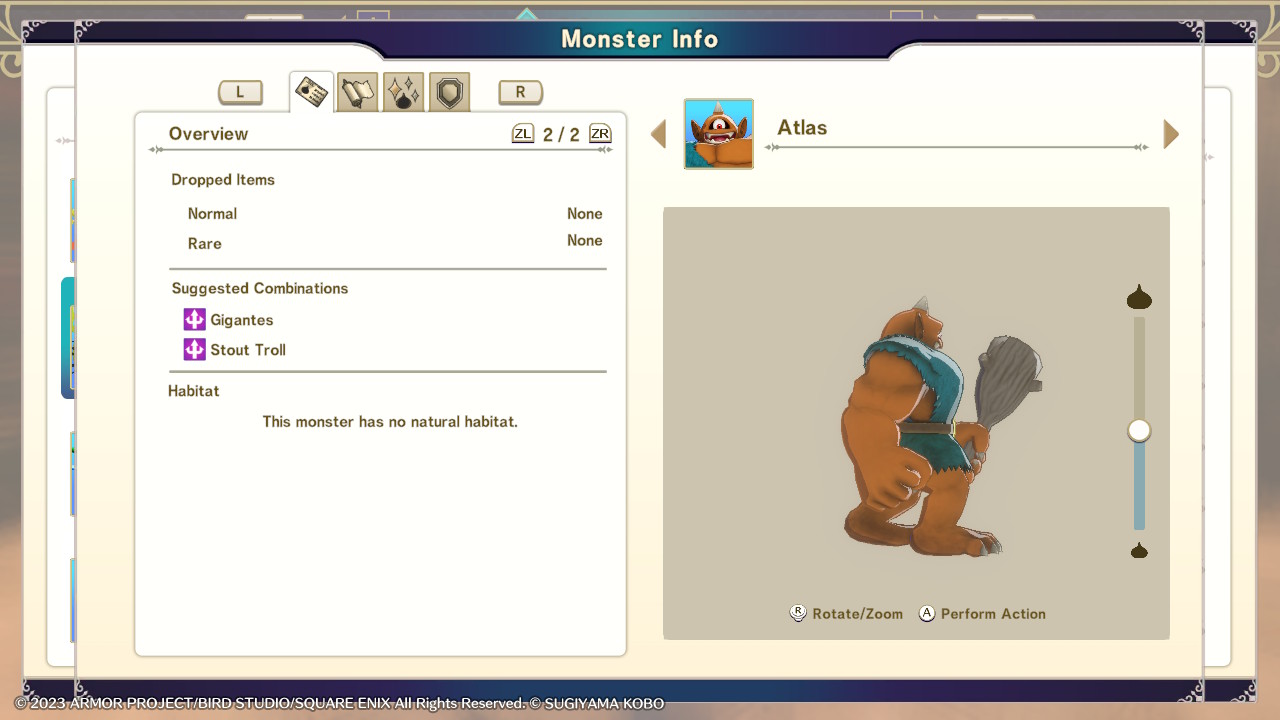 Monster Info
L
R
Overview
ZL 2 / 2 ZR
Atlas
Dropped Items
Normal None
Rare None
Suggested Combinations
Gigantes
Stout Troll
Habitat
This monster has no natural habitat.
R Rotate/Zoom A Perform Action
© 2023 ARMOR PROJECT/BIRD STUDIO/SQUARE ENIX All Rights Reserved. © SUGIYAMA KOBO